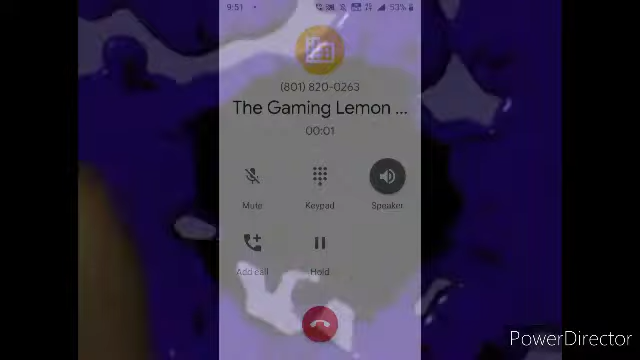 9:51
53%
(801) 820-0263
The Gaming Lemon ...
00:01
Mute
Keypad
Speaker
Add call
Hold
PowerDirector